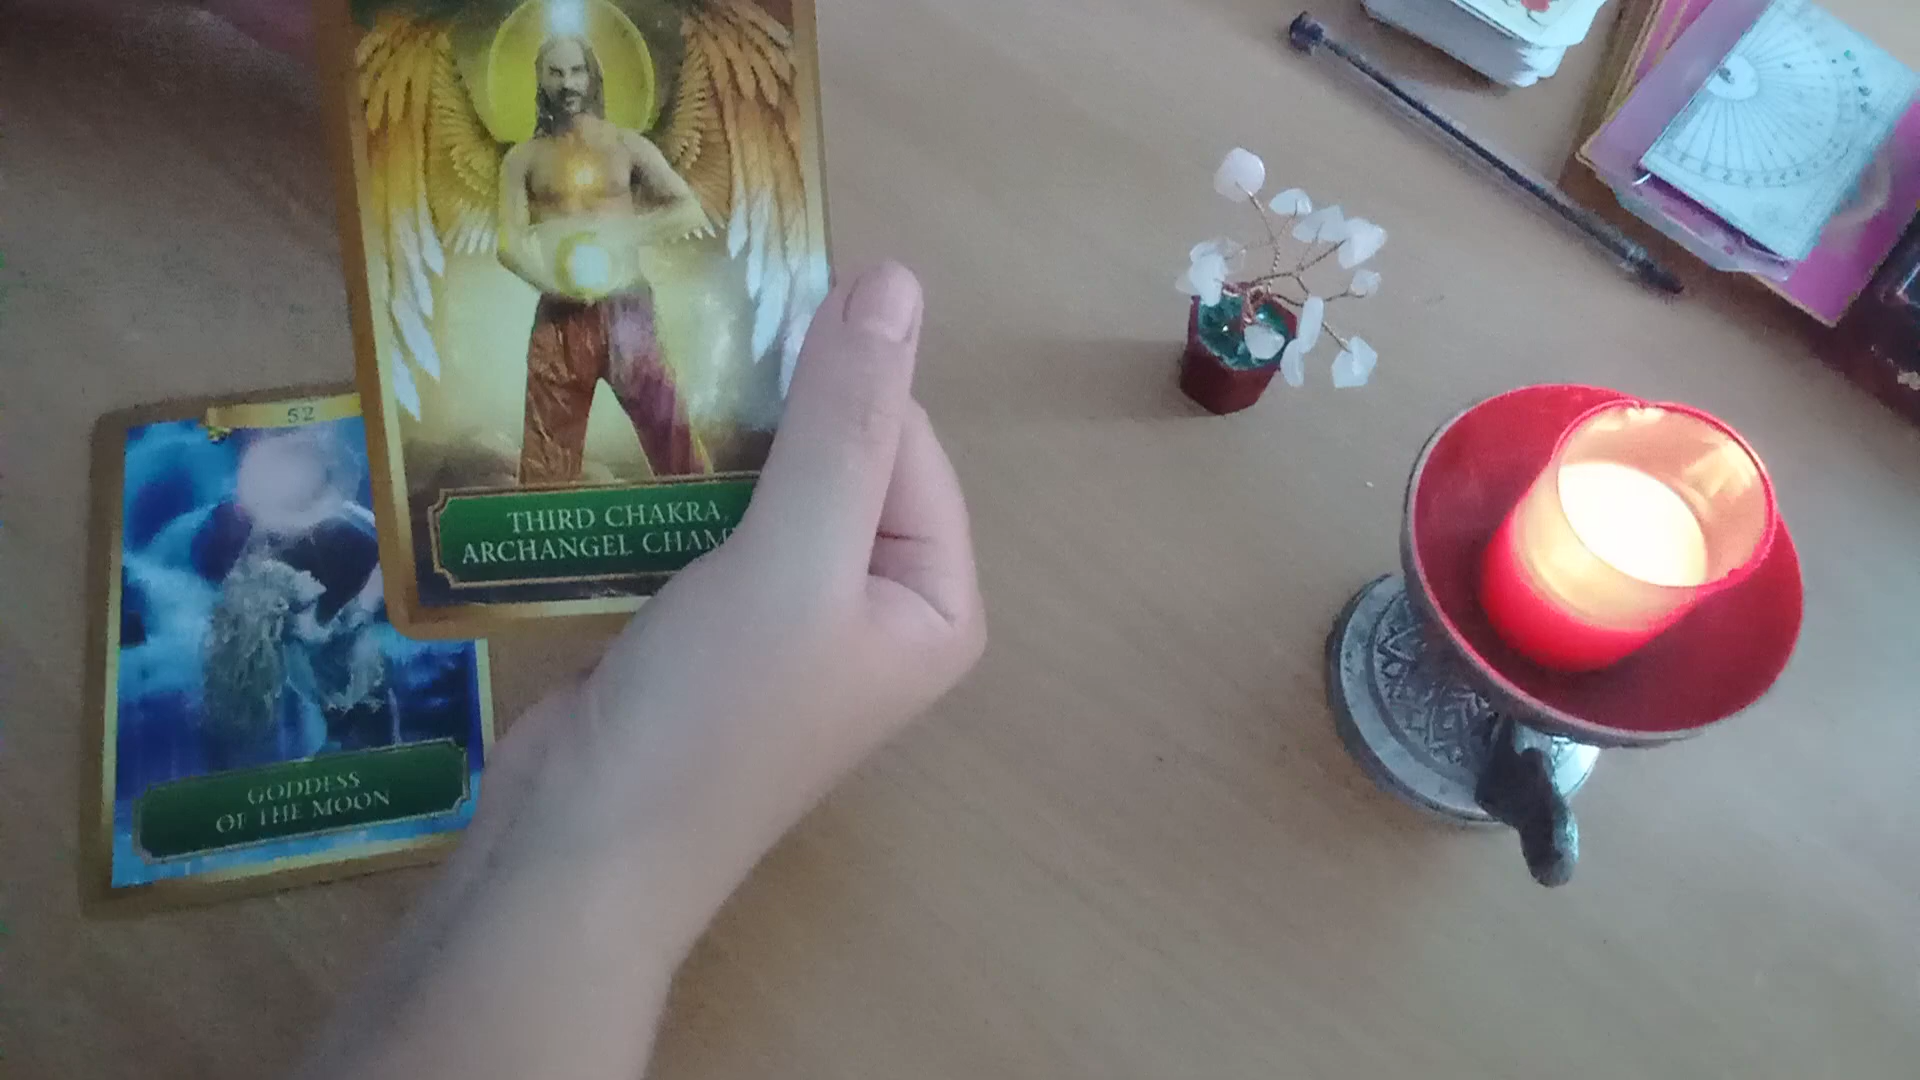 THIRD CHAKRA,
ARCHANGEL CHAM
52
GODDESS
OF THE MOON